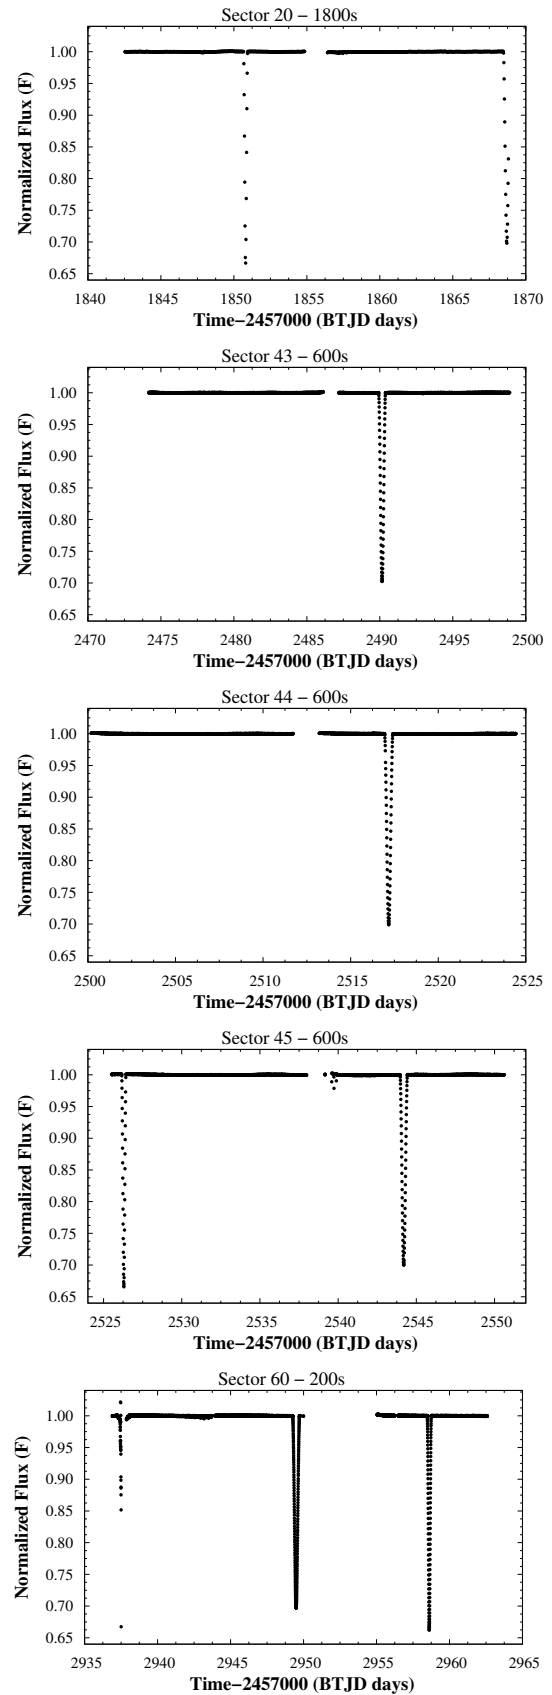 Sector 20 − 1800s
Normalized Flux (F)
1.00
0.95
0.90
0.85
0.80
0.75
0.70
0.65
1840 1845 1850 1855 1860 1865 1870
Time−2457000 (BTJD days)
Sector 43 − 600s
Normalized Flux (F)
1.00
0.95
0.90
0.85
0.80
0.75
0.70
0.65
2470 2475 2480 2485 2490 2495 2500
Time−2457000 (BTJD days)
Sector 44 − 600s
Normalized Flux (F)
1.00
0.95
0.90
0.85
0.80
0.75
0.70
0.65
2500 2505 2510 2515 2520 2525
Time−2457000 (BTJD days)
Sector 45 − 600s
Normalized Flux (F)
1.00
0.95
0.90
0.85
0.80
0.75
0.70
0.65
2525 2530 2535 2540 2545 2550
Time−2457000 (BTJD days)
Sector 60 − 200s
Normalized Flux (F)
1.00
0.95
0.90
0.85
0.80
0.75
0.70
0.65
2935 2940 2945 2950 2955 2960 2965
Time−2457000 (BTJD days)